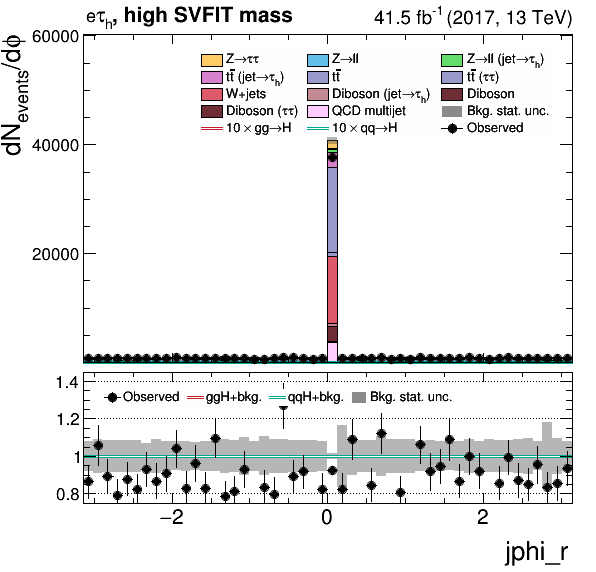 eτh, high SVFIT mass 41.5 fb⁻¹ (2017, 13 TeV)
dNevents/dϕ
60000
40000
20000
Z→ττ Z→ll Z→ll (jet→τh)
tt̄ (jet→τh) tt̄ tt̄ (ττ)
W+jets Diboson (jet→τh) Diboson
Diboson (ττ) QCD multijet Bkg. stat. unc.
10 × gg→H 10 × qq→H Observed
1.4
1.2
1
0.8
Observed ggH+bkg. qqH+bkg. Bkg. stat. unc.
−2 0 2
jphi_r